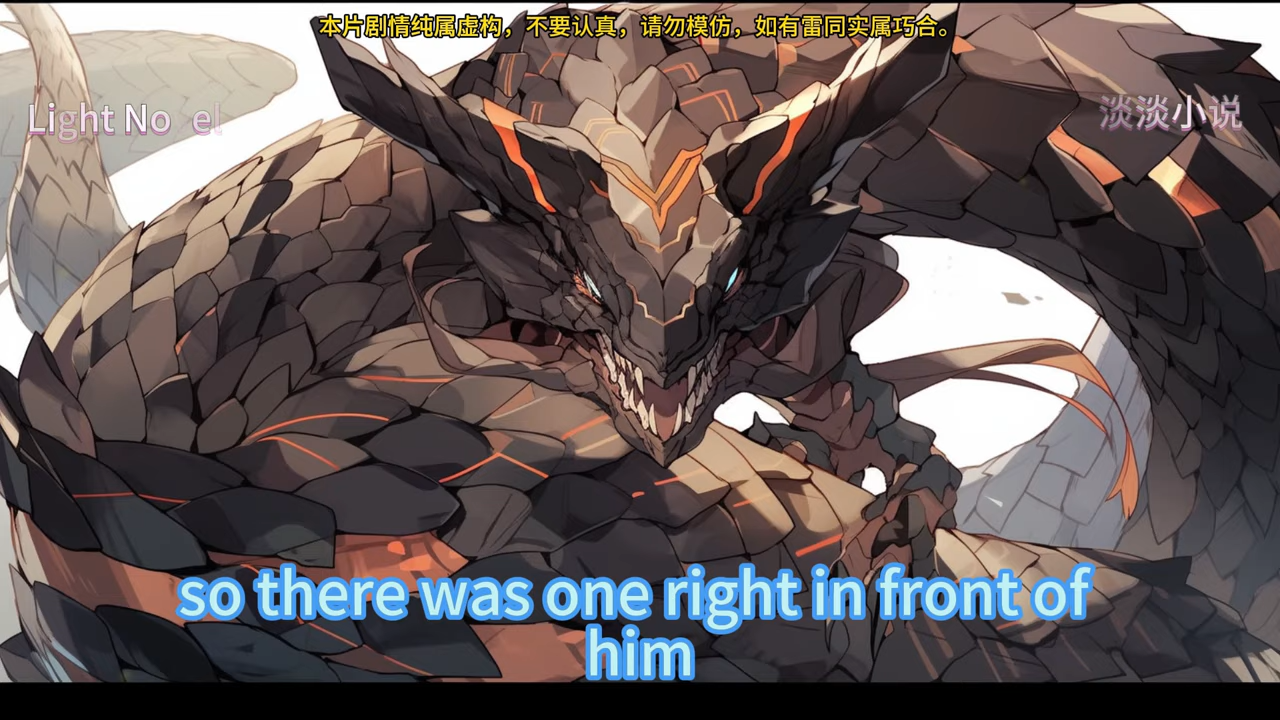 本片剧情纯属虚构，不要认真，请勿模仿，如有雷同实属巧合。
Light No el
淡淡小说
so there was one right in front of
him